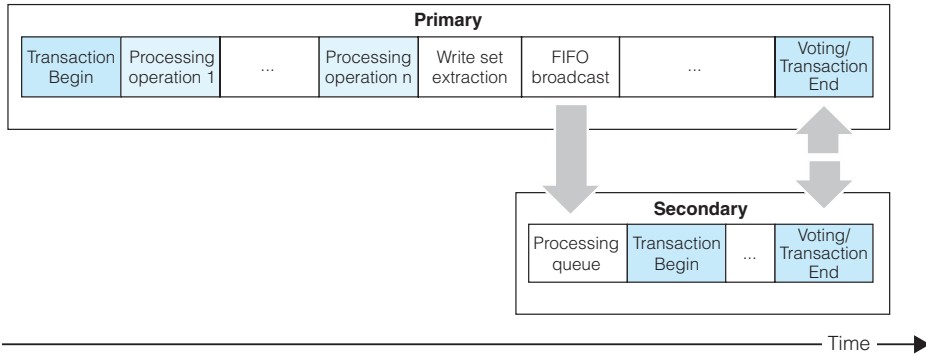 Primary
Transaction
Begin
Processing
operation 1
...
Processing
operation n
Write set
extraction
FIFO
broadcast
...
Voting/
Transaction
End
Secondary
Processing
queue
Transaction
Begin
...
Voting/
Transaction
End
Time